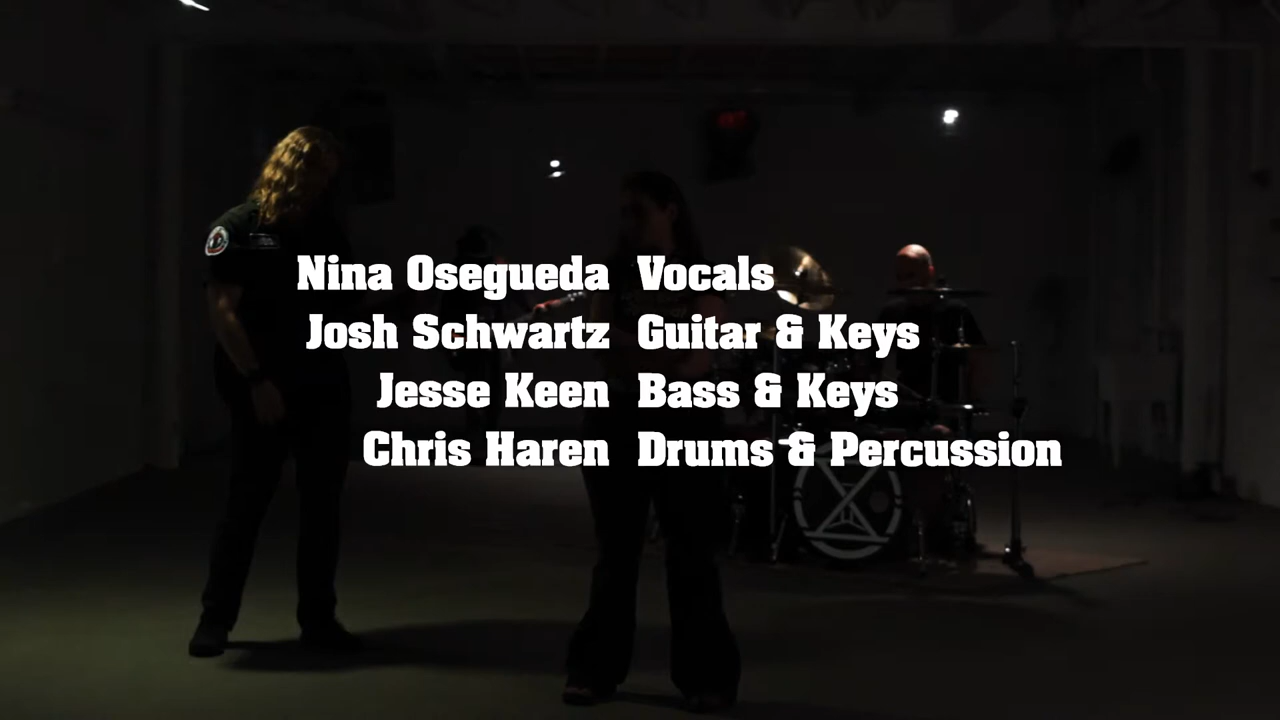 Nina Osegueda Vocals
Josh Schwartz Guitar & Keys
Jesse Keen Bass & Keys
Chris Haren Drums & Percussion